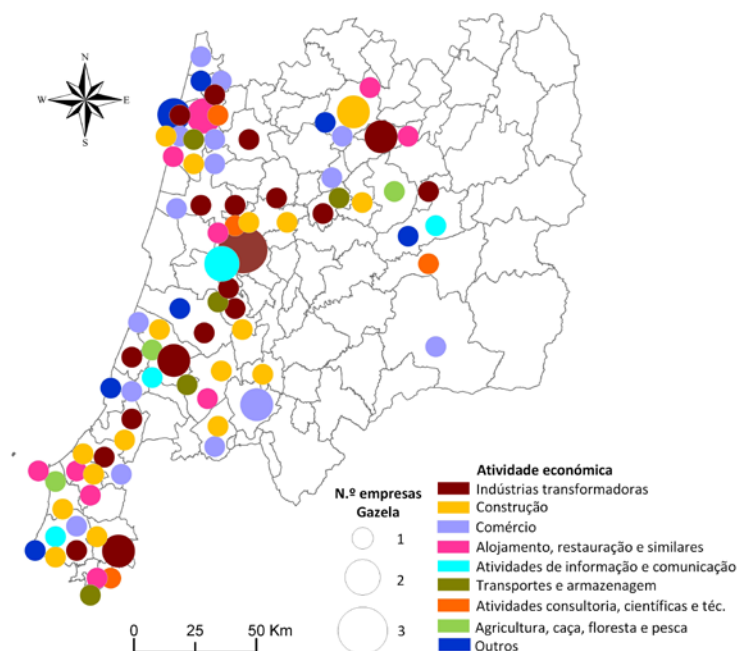 N
W E
S
N.º empresas
Gazela
1
2
3
Atividade económica
Indústrias transformadoras
Construção
Comércio
Alojamento, restauração e similares
Atividades de informação e comunicação
Transportes e armazenagem
Atividades consultoria, científicas e téc.
Agricultura, caça, floresta e pesca
Outros
0 25 50 Km